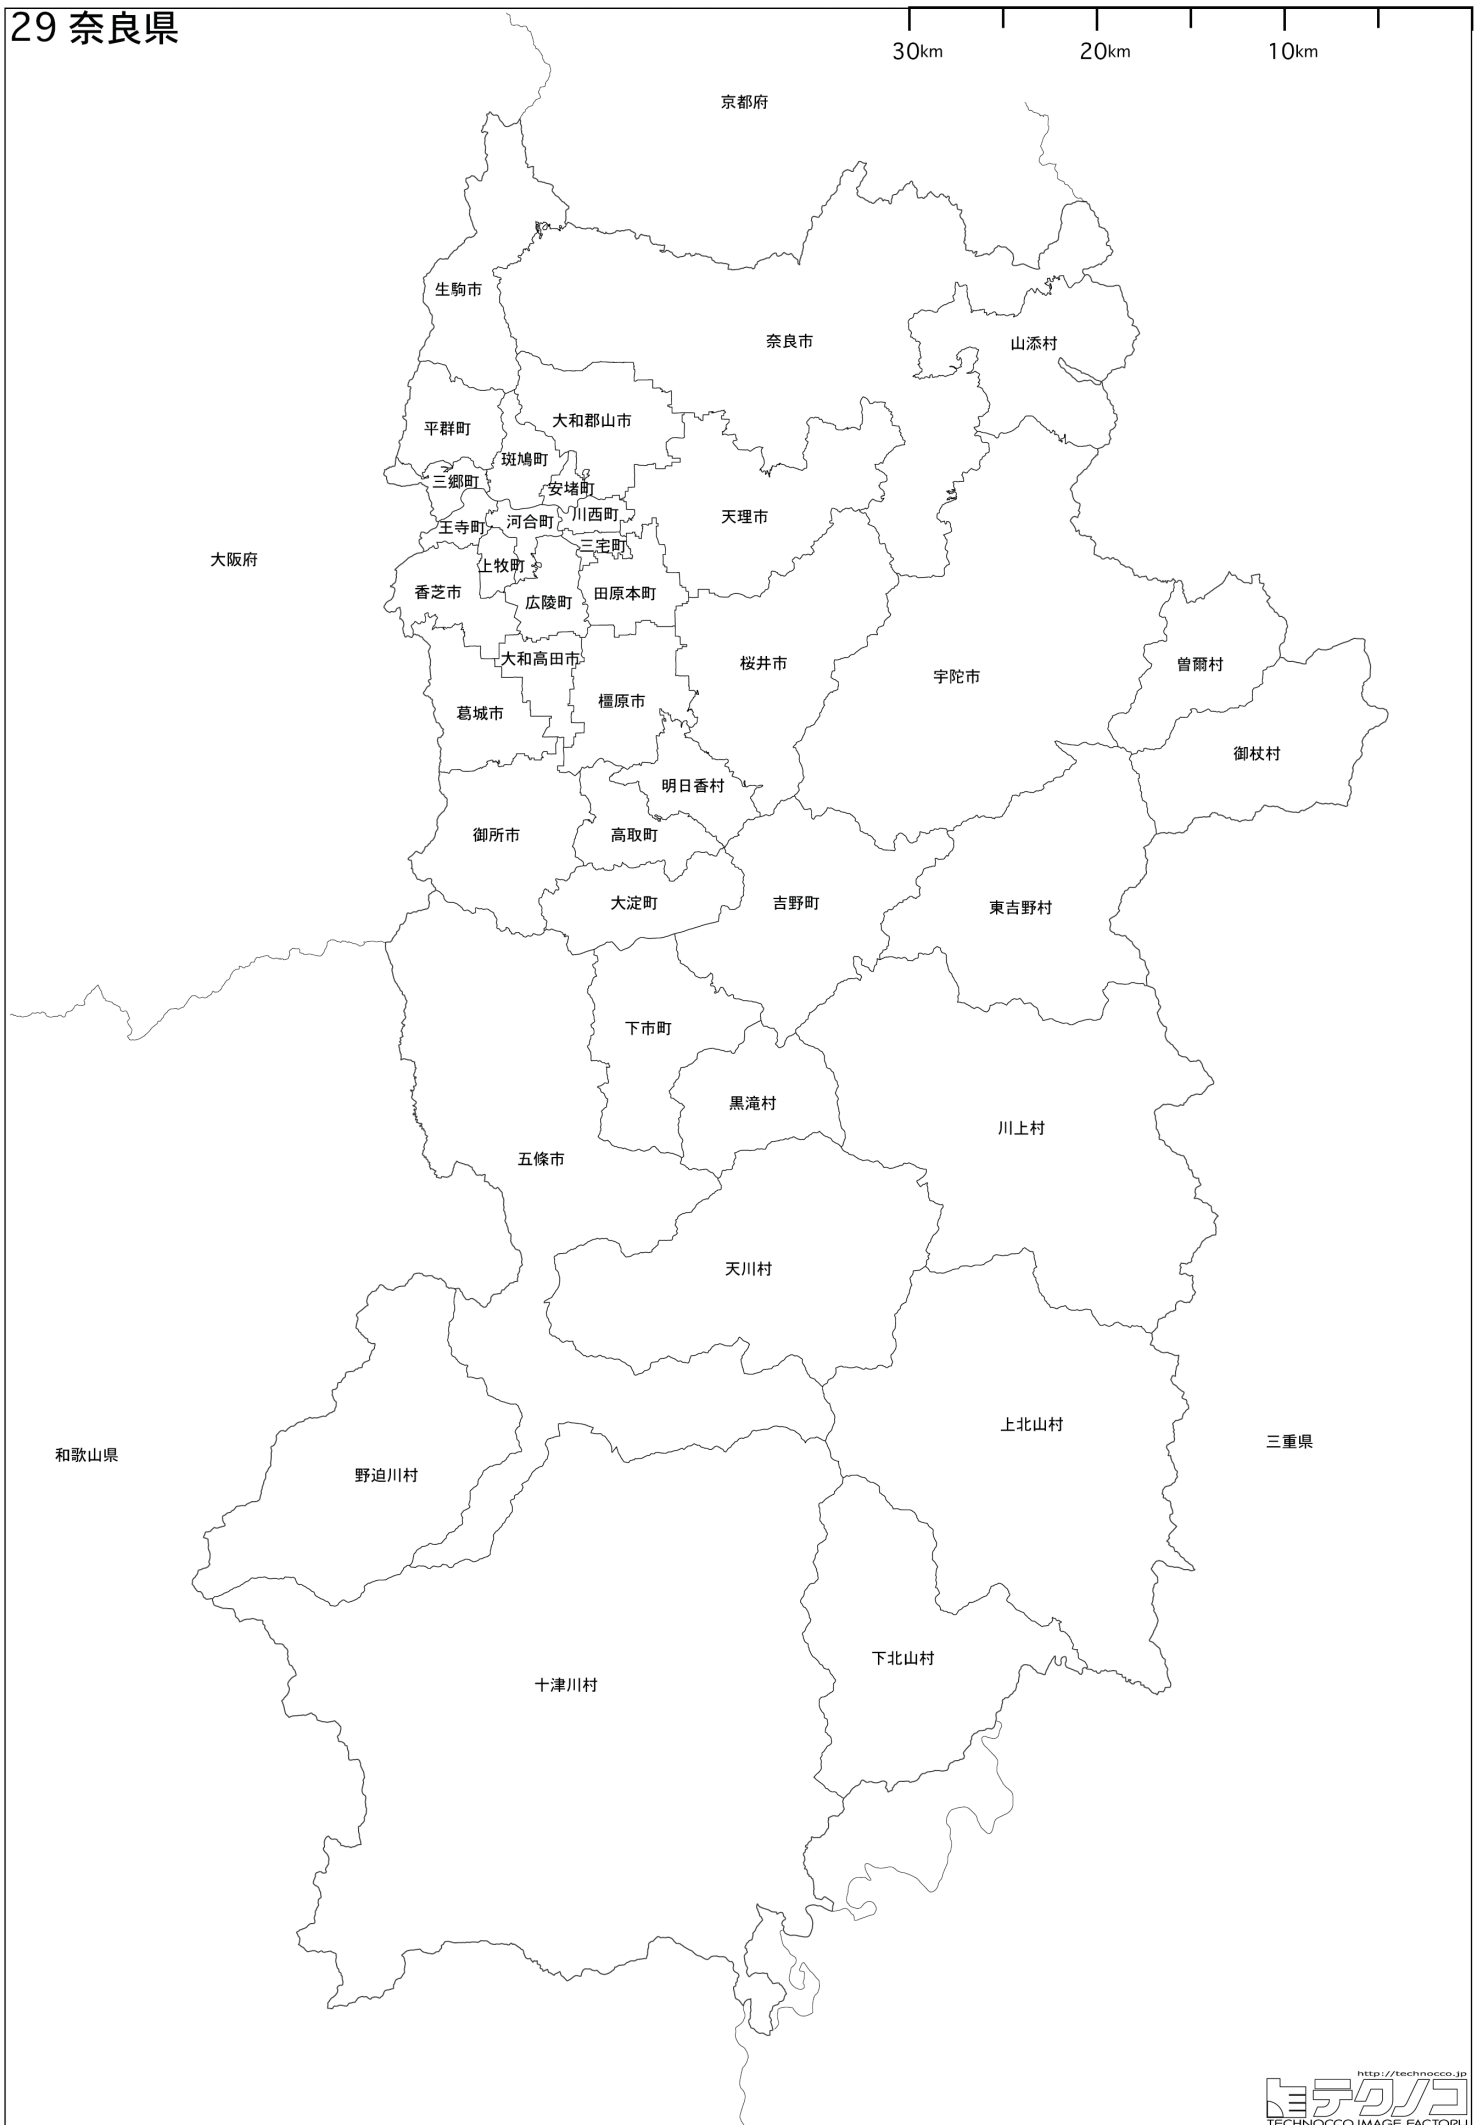 29 奈良県
30km
20km
10km
京都府
生駒市
奈良市
山添村
平群町
大和郡山市
斑鳩町
三郷町
安堵町
川西町
天理市
王寺町
河合町
三宅町
大阪府
上牧町
香芝市
広陵町
田原本町
大和高田市
桜井市
宇陀市
曽爾村
葛城市
橿原市
御杖村
明日香村
御所市
高取町
大淀町
吉野町
東吉野村
下市町
黒滝村
川上村
五條市
天川村
上北山村
和歌山県
三重県
野迫川村
下北山村
十津川村
http://technocco.jp
テクノコ
TECHNOCCO IMAGE FACTORY